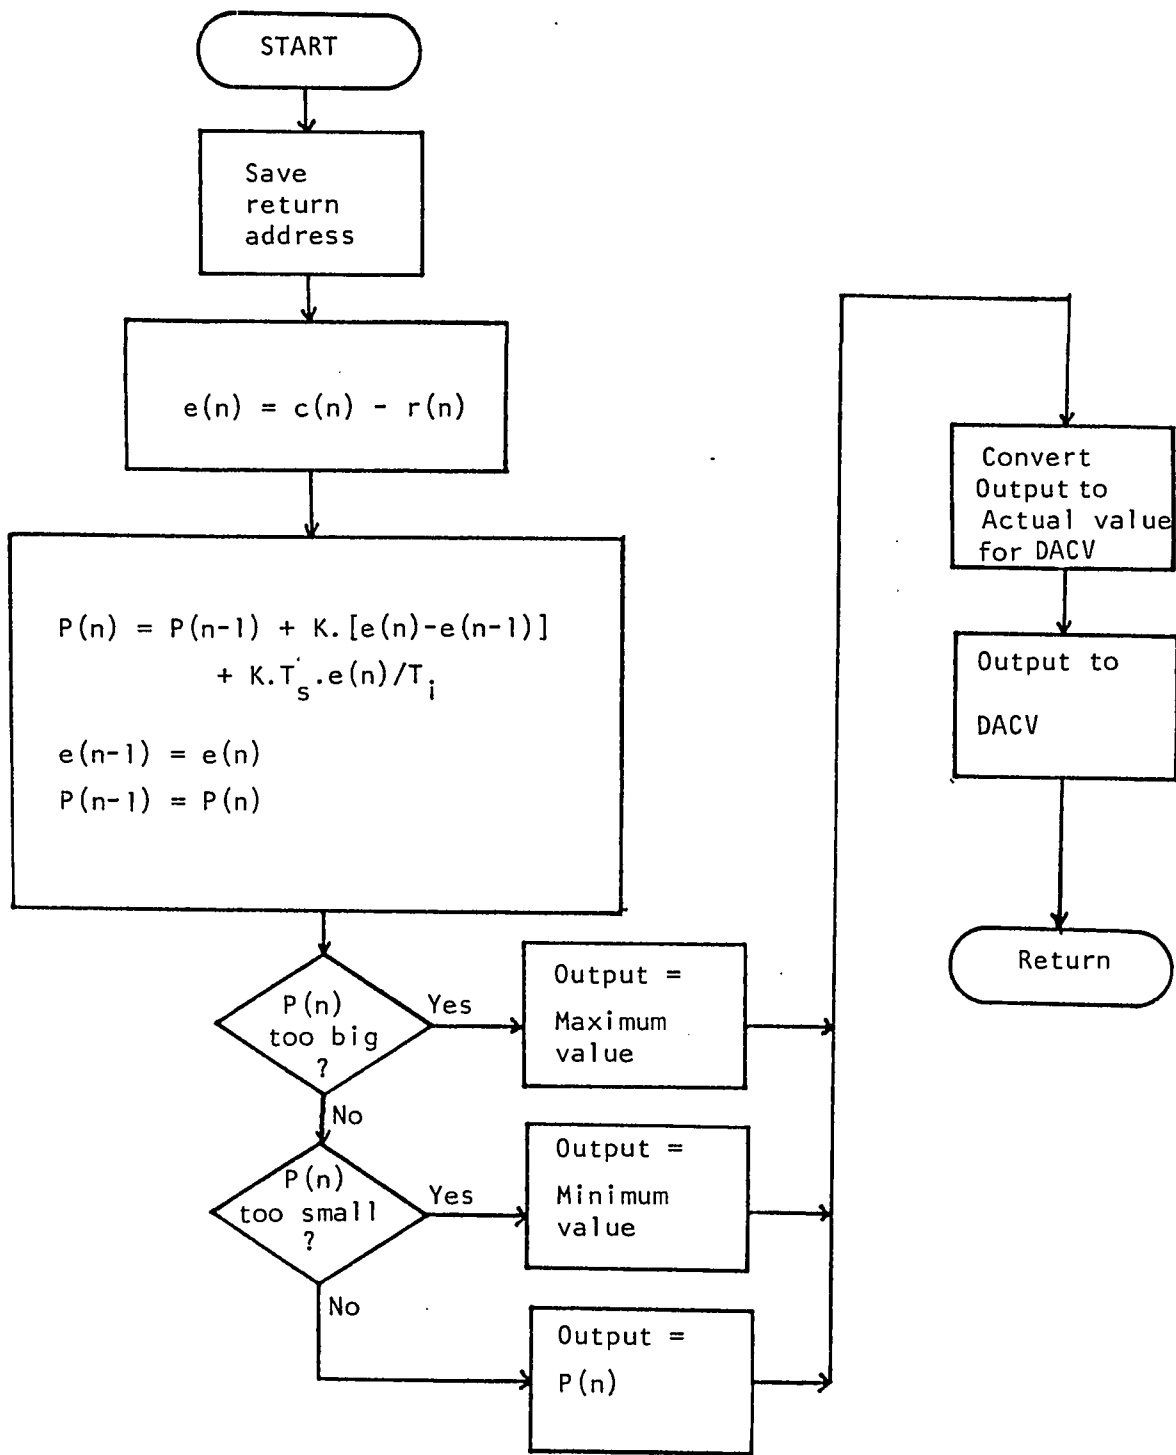 START
Save
return
address
e(n) = c(n) - r(n)
P(n) = P(n-1) + K.[e(n)-e(n-1)]
+ K.T_s.e(n)/T_i
e(n-1) = e(n)
P(n-1) = P(n)
P(n)
too big
?
Yes
No
Output =
Maximum
value
P(n)
too small
?
Yes
No
Output =
Minimum
value
Output =
P(n)
Convert
Output to
Actual value
for DACV
Output to
DACV
Return